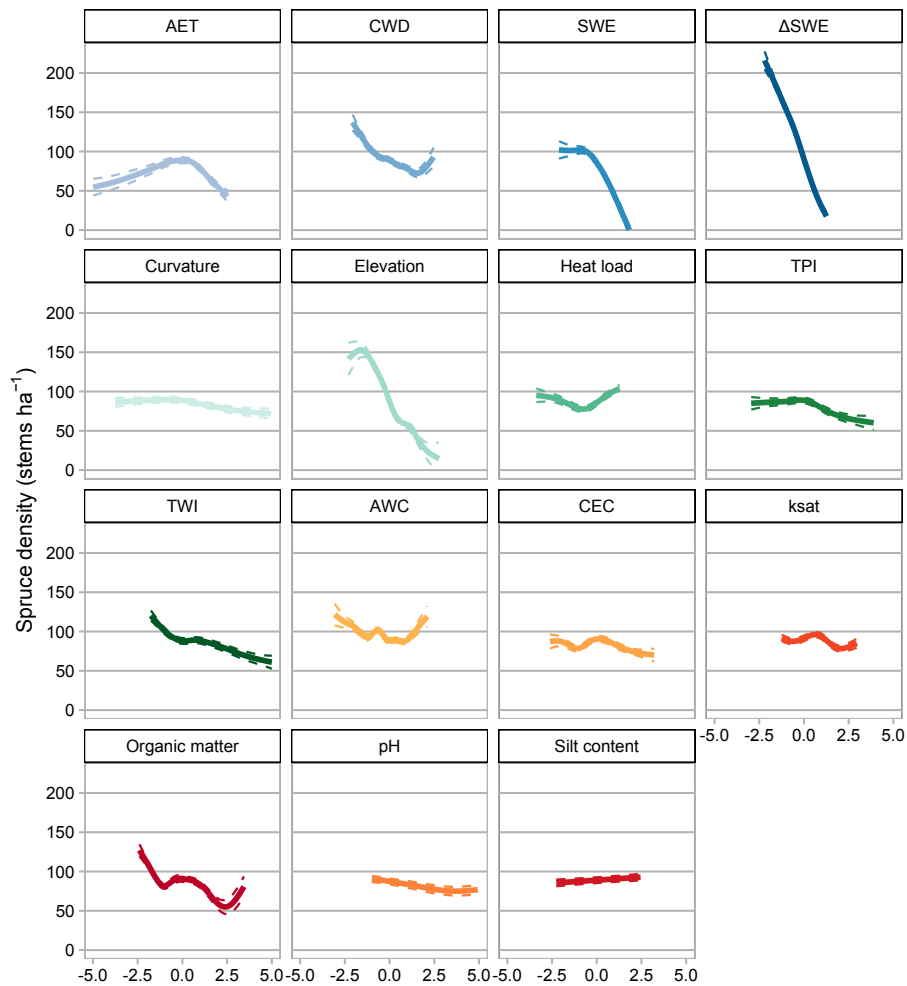 AET CWD SWE ΔSWE
200
150
100
50
0
Curvature Elevation Heat load TPI
200
150
100
50
0
Spruce density (stems ha⁻¹)
TWI AWC CEC ksat
200
150
100
50
0
-5.0 -2.5 0.0 2.5 5.0
Organic matter pH Silt content
200
150
100
50
0
-5.0 -2.5 0.0 2.5 5.0 -5.0 -2.5 0.0 2.5 5.0 -5.0 -2.5 0.0 2.5 5.0